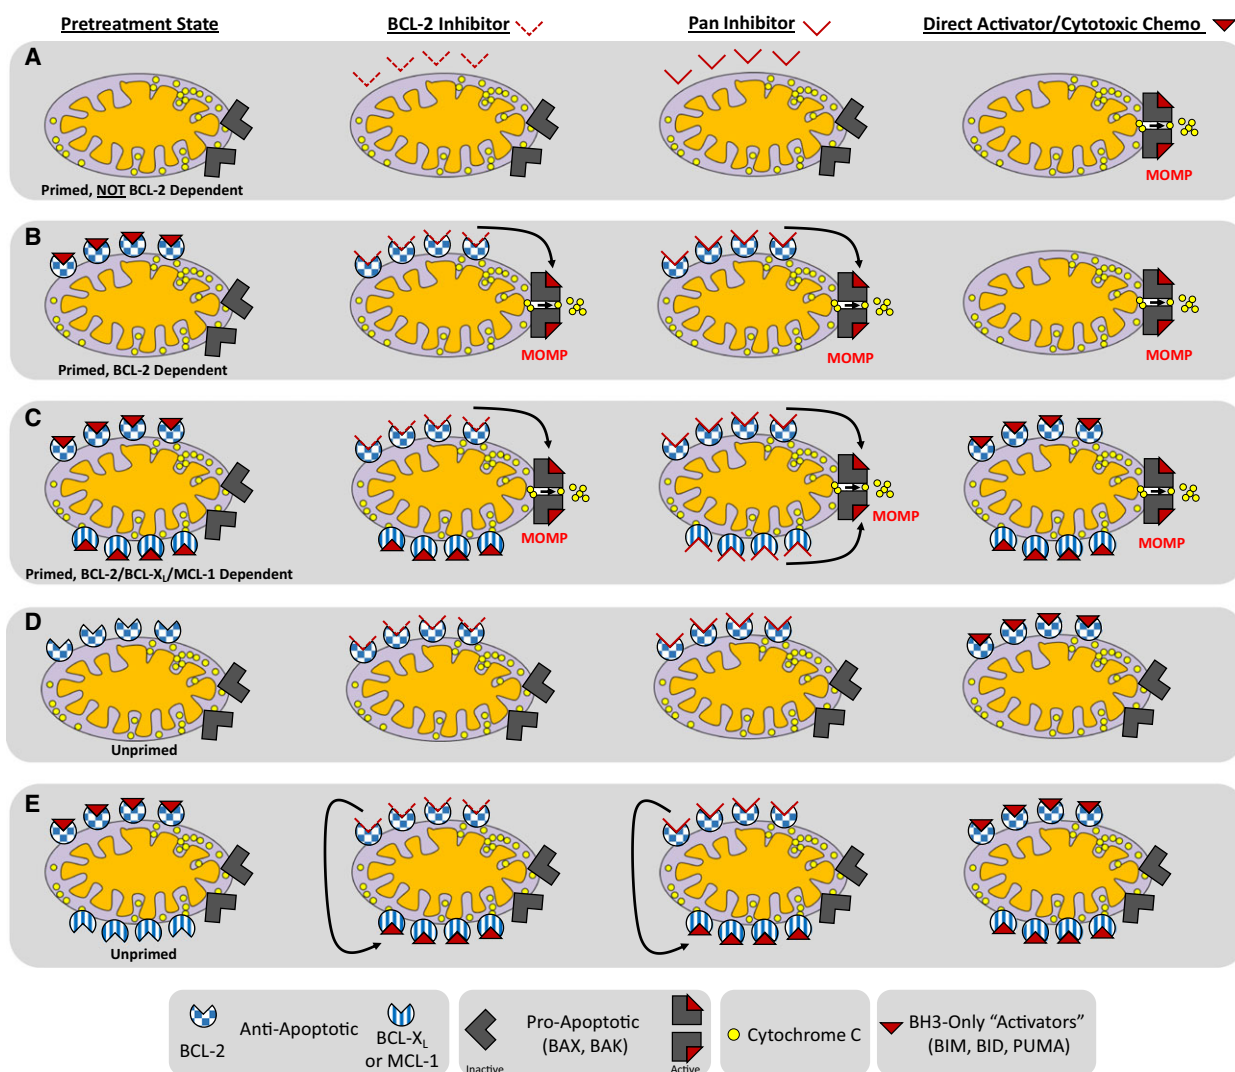 Pretreatment State
BCL-2 Inhibitor
Pan Inhibitor
Direct Activator/Cytotoxic Chemo
A
MOMP
Primed, NOT BCL-2 Dependent
B
MOMP
MOMP
MOMP
Primed, BCL-2 Dependent
C
MOMP
MOMP
MOMP
Primed, BCL-2/BCL-XL/MCL-1 Dependent
D
Unprimed
E
Unprimed
BCL-2
Anti-Apoptotic
BCL-XL
or MCL-1
Inactive
Pro-Apoptotic
(BAX, BAK)
Active
Cytochrome C
BH3-Only “Activators”
(BIM, BID, PUMA)